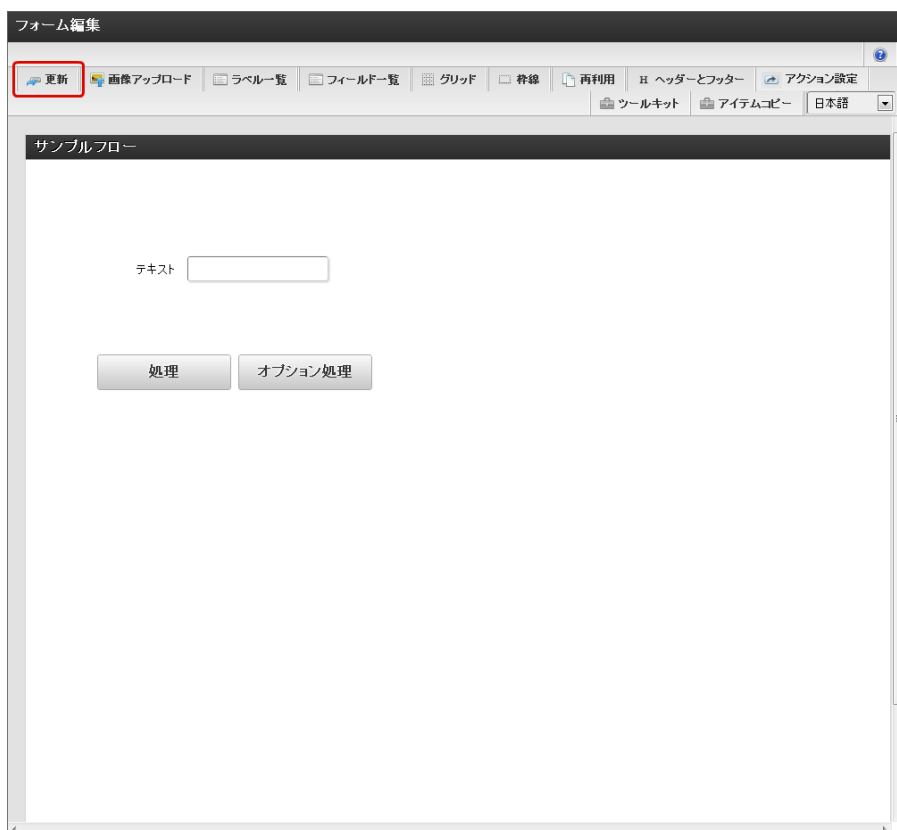 フォーム編集
?
更新 画像アップロード ラベル一覧 フィールド一覧 グリッド 枠線 再利用 H ヘッダーとフッター アクション設定
ツールキット アイテムコピー 日本語
サンプルフロー
テキスト
処理 オプション処理